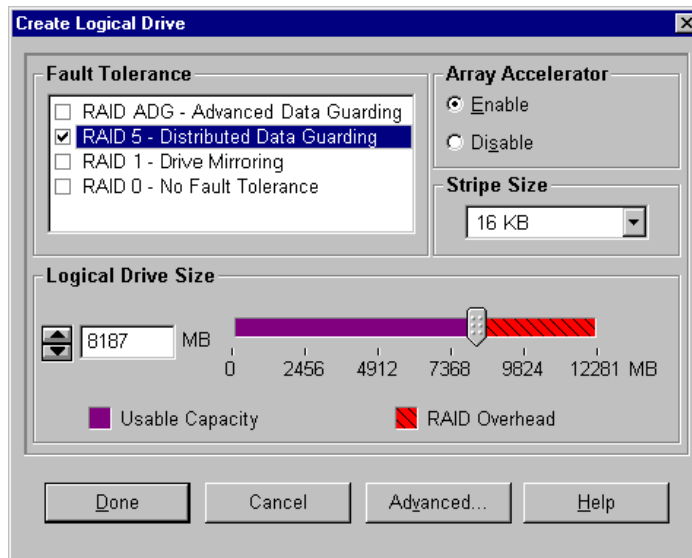 Create Logical Drive
Fault Tolerance
RAID ADG - Advanced Data Guarding
RAID 5 - Distributed Data Guarding
RAID 1 - Drive Mirroring
RAID 0 - No Fault Tolerance
Array Accelerator
Enable
Disable
Stripe Size
16 KB
Logical Drive Size
8187 MB
0 2456 4912 7368 9824 12281 MB
Usable Capacity RAID Overhead
Done Cancel Advanced... Help